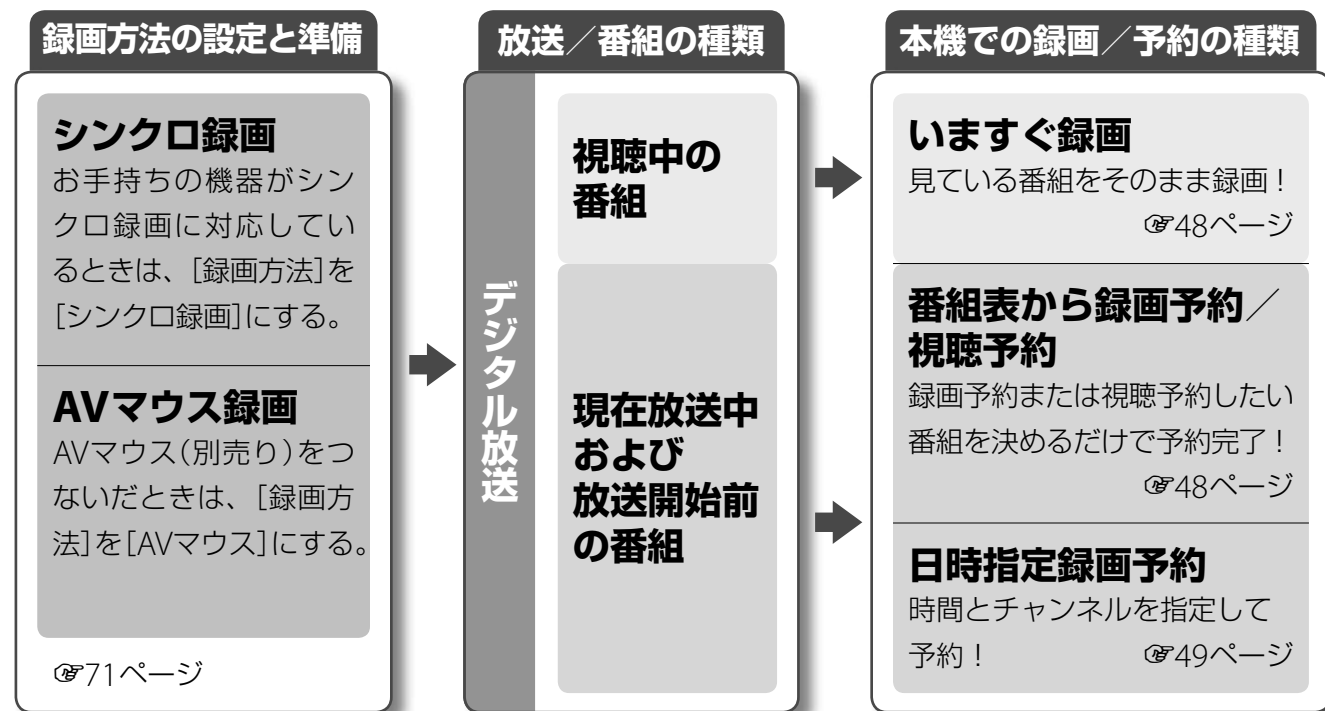 録画方法の設定と準備
シンクロ録画
お手持ちの機器がシン
クロ録画に対応してい
るときは、[録画方法]を
[シンクロ録画]にする。
AVマウス録画
AVマウス(別売り)をつ
ないだときは、[録画方
法]を[AVマウス]にする。
☞71ページ
放送／番組の種類
デジタル放送
視聴中の
番組
現在放送中
および
放送開始前
の番組
本機での録画／予約の種類
いますぐ録画
見ている番組をそのまま録画！
☞48ページ
番組表から録画予約／
視聴予約
録画予約または視聴予約したい
番組を決めるだけで予約完了！
☞48ページ
日時指定録画予約
時間とチャンネルを指定して
予約！ ☞49ページ